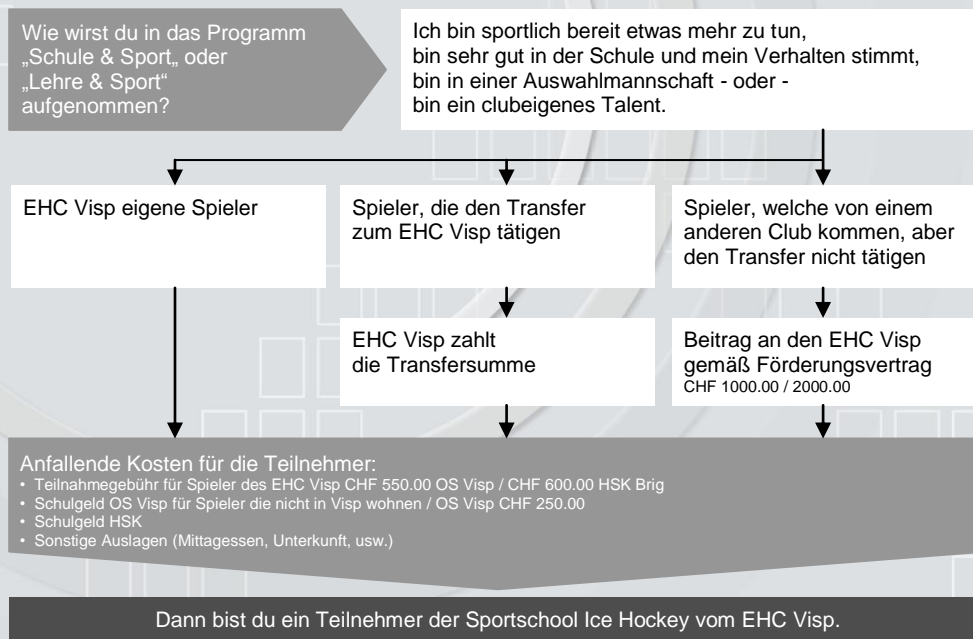 Wie wirst du in das Programm
„Schule & Sport„ oder
„Lehre & Sport“
aufgenommen?
Ich bin sportlich bereit etwas mehr zu tun,
bin sehr gut in der Schule und mein Verhalten stimmt,
bin in einer Auswahlmannschaft - oder -
bin ein clubeigenes Talent.
EHC Visp eigene Spieler
Spieler, die den Transfer
zum EHC Visp tätigen
Spieler, welche von einem
anderen Club kommen, aber
den Transfer nicht tätigen
EHC Visp zahlt
die Transfersumme
Beitrag an den EHC Visp
gemäß Förderungsvertrag
CHF 1000.00 / 2000.00
Anfallende Kosten für die Teilnehmer:
• Teilnahmegebühr für Spieler des EHC Visp CHF 550.00 OS Visp / CHF 600.00 HSK Brig
• Schulgeld OS Visp für Spieler die nicht in Visp wohnen / OS Visp CHF 250.00
• Schulgeld HSK
• Sonstige Auslagen (Mittagessen, Unterkunft, usw.)
Dann bist du ein Teilnehmer der Sportschool Ice Hockey vom EHC Visp.